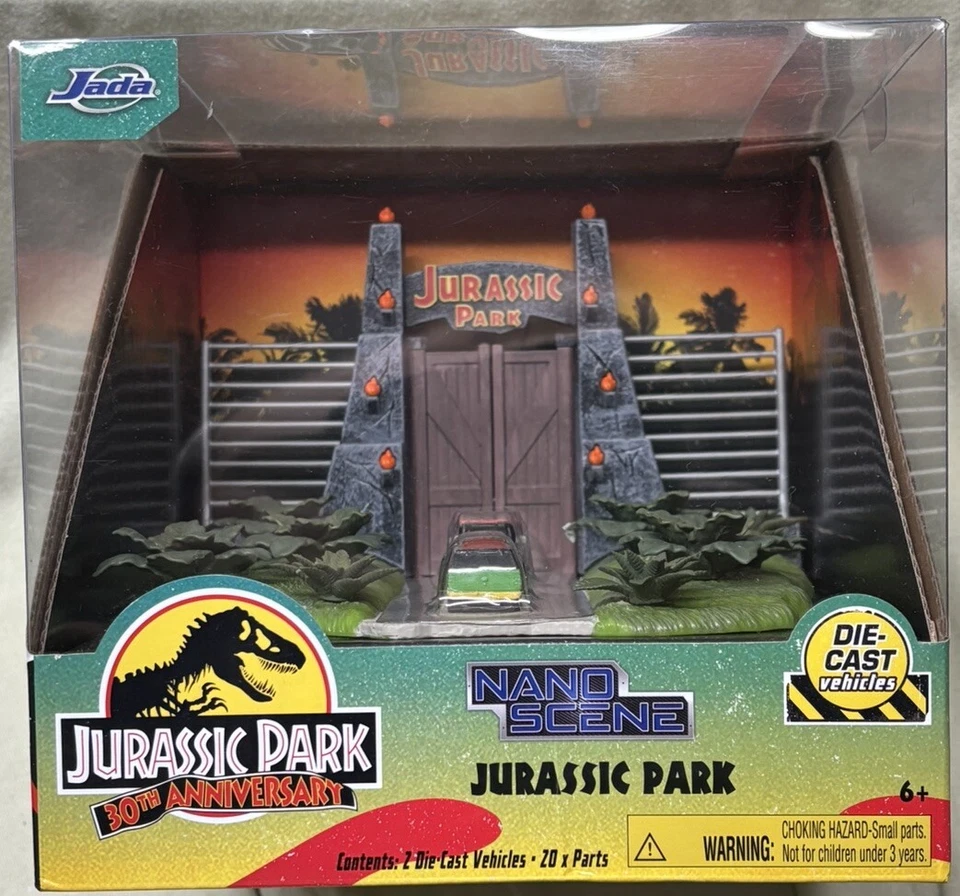 Jada
JURASSIC
PARK
JURASSIC PARK
30TH ANNIVERSARY
NANO
SCENE
JURASSIC PARK
DIE-
CAST
vehicles
6+
Contents: 2 Die-Cast Vehicles • 20 x Parts
WARNING:
CHOKING HAZARD-Small parts.
Not for children under 3 years.